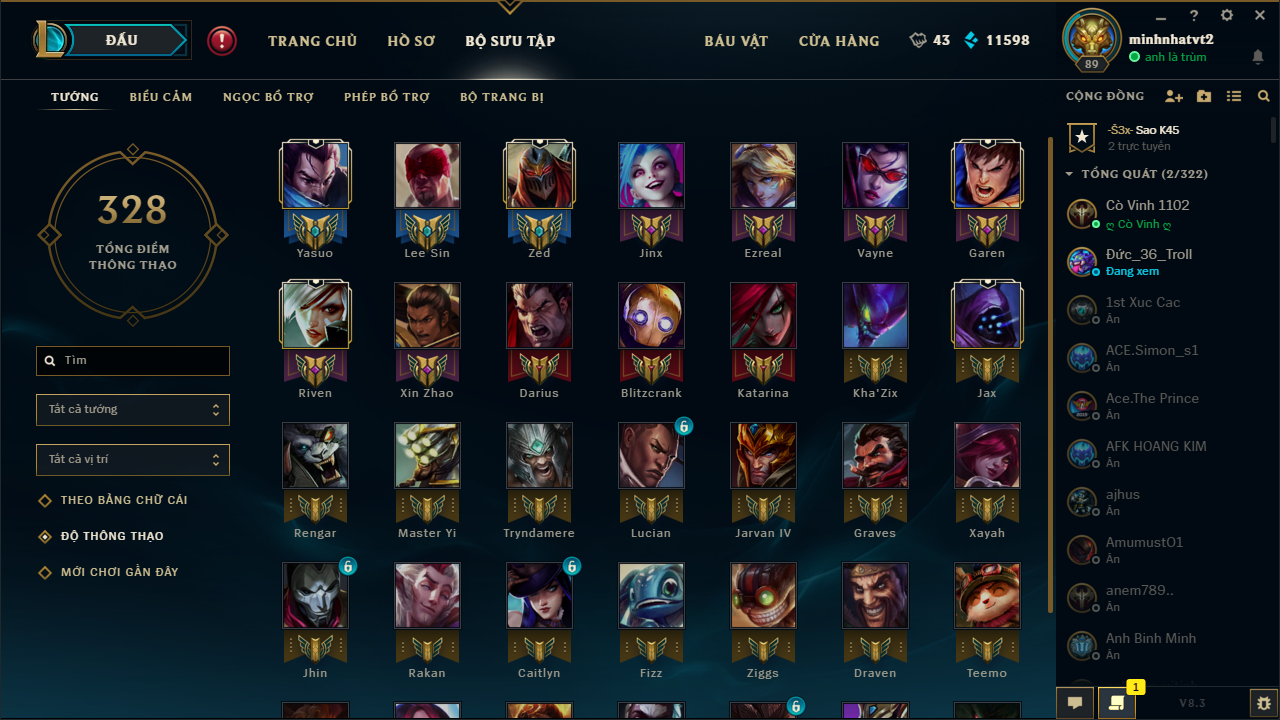 ĐẤU
!
TRANG CHỦ
HỒ SƠ
BỘ SƯU TẬP
BÁU VẬT
CỬA HÀNG
43
11598
89
minhnhatvt2
anh là trùm
TƯỚNG
BIỂU CẢM
NGỌC BỔ TRỢ
PHÉP BỔ TRỢ
BỘ TRANG BỊ
328
TỔNG ĐIỂM
THÔNG THẠO
Tìm
Tất cả tướng
Tất cả vị trí
THEO BẢNG CHỮ CÁI
ĐỘ THÔNG THẠO
MỚI CHƠI GẦN ĐÂY
Yasuo
Lee Sin
Zed
Jinx
Ezreal
Vayne
Garen
Riven
Xin Zhao
Darius
Blitzcrank
Katarina
Kha'Zix
Jax
6
Rengar
Master Yi
Tryndamere
Lucian
Jarvan IV
Graves
Xayah
6
6
Jhin
Rakan
Caitlyn
Fizz
Ziggs
Draven
Teemo
6
CỘNG ĐỒNG
-Š3x- Sao K45
2 trực tuyến
TỔNG QUÁT (2/322)
Cò Vinh 1102
ღ Cò Vinh ღ
Đức_36_Troll
Đang xem
1st Xuc Cac
Ẩn
ACE.Simon_s1
Ẩn
Ace.The Prince
Ẩn
AFK HOANG KIM
Ẩn
ajhus
Ẩn
AmumustO1
Ẩn
anem789..
Ẩn
Anh Binh Minh
Ẩn
1
V8.3